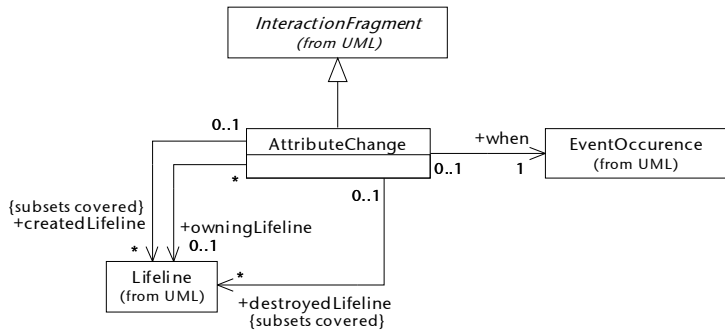 InteractionFragment
(from UML)
0..1
AttributeChange
+when
EventOccurence
(from UML)
*
0..1
1
0..1
{subsets covered}
+createdLifeline
+owningLifeline
*
0..1
Lifeline
(from UML)
*
+destroyedLifeline
{subsets covered}